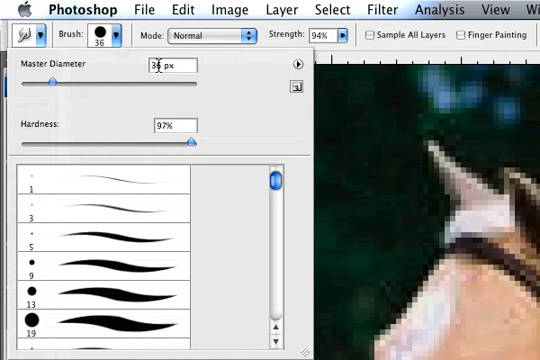 Photoshop File Edit Image Layer Select Filter Analysis View Win
Brush: 36 Mode: Normal Strength: 94% Sample All Layers Finger Painting
Master Diameter 36 px
Hardness: 97%
1
3
5
9
13
19